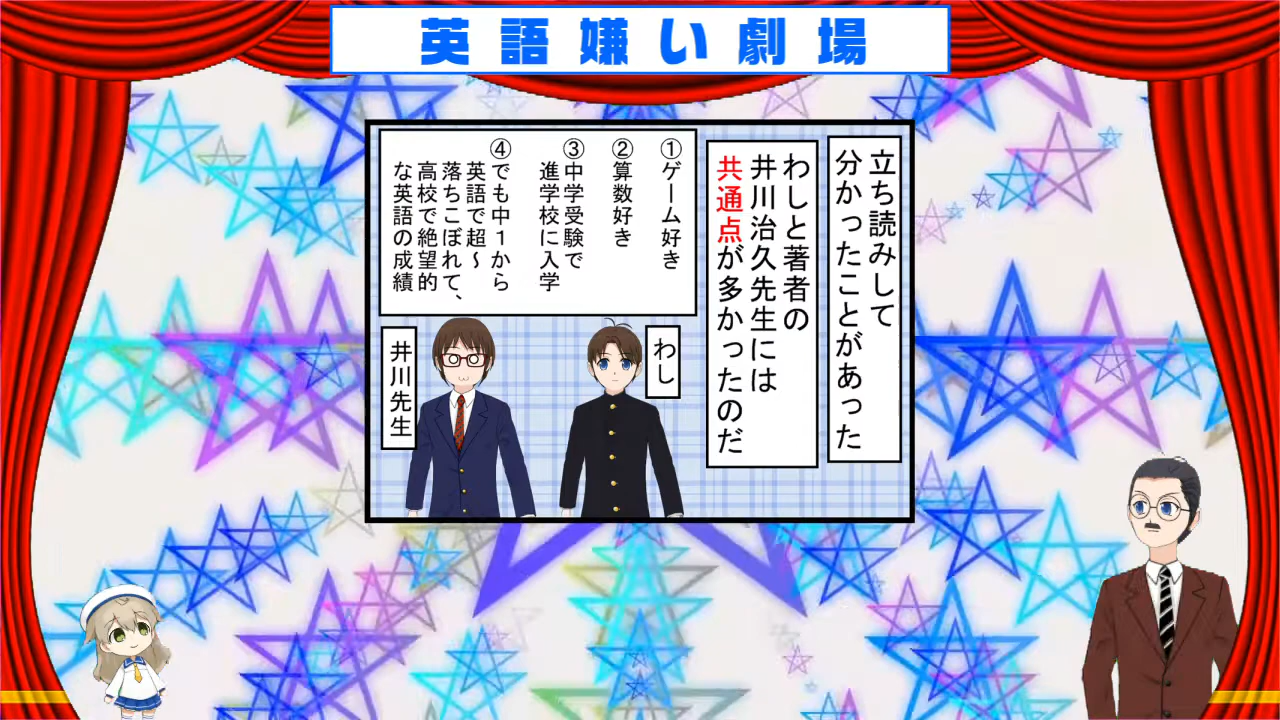 英語嫌い劇場
立ち読みして
分かったことがあった
わしと著者の
井川治久先生には
共通点が多かったのだ
①ゲーム好き
②算数好き
③中学受験で
進学校に入学
④でも中1から
英語で超～
落ちこぼれて、
高校で絶望的
な英語の成績
わし
井川先生